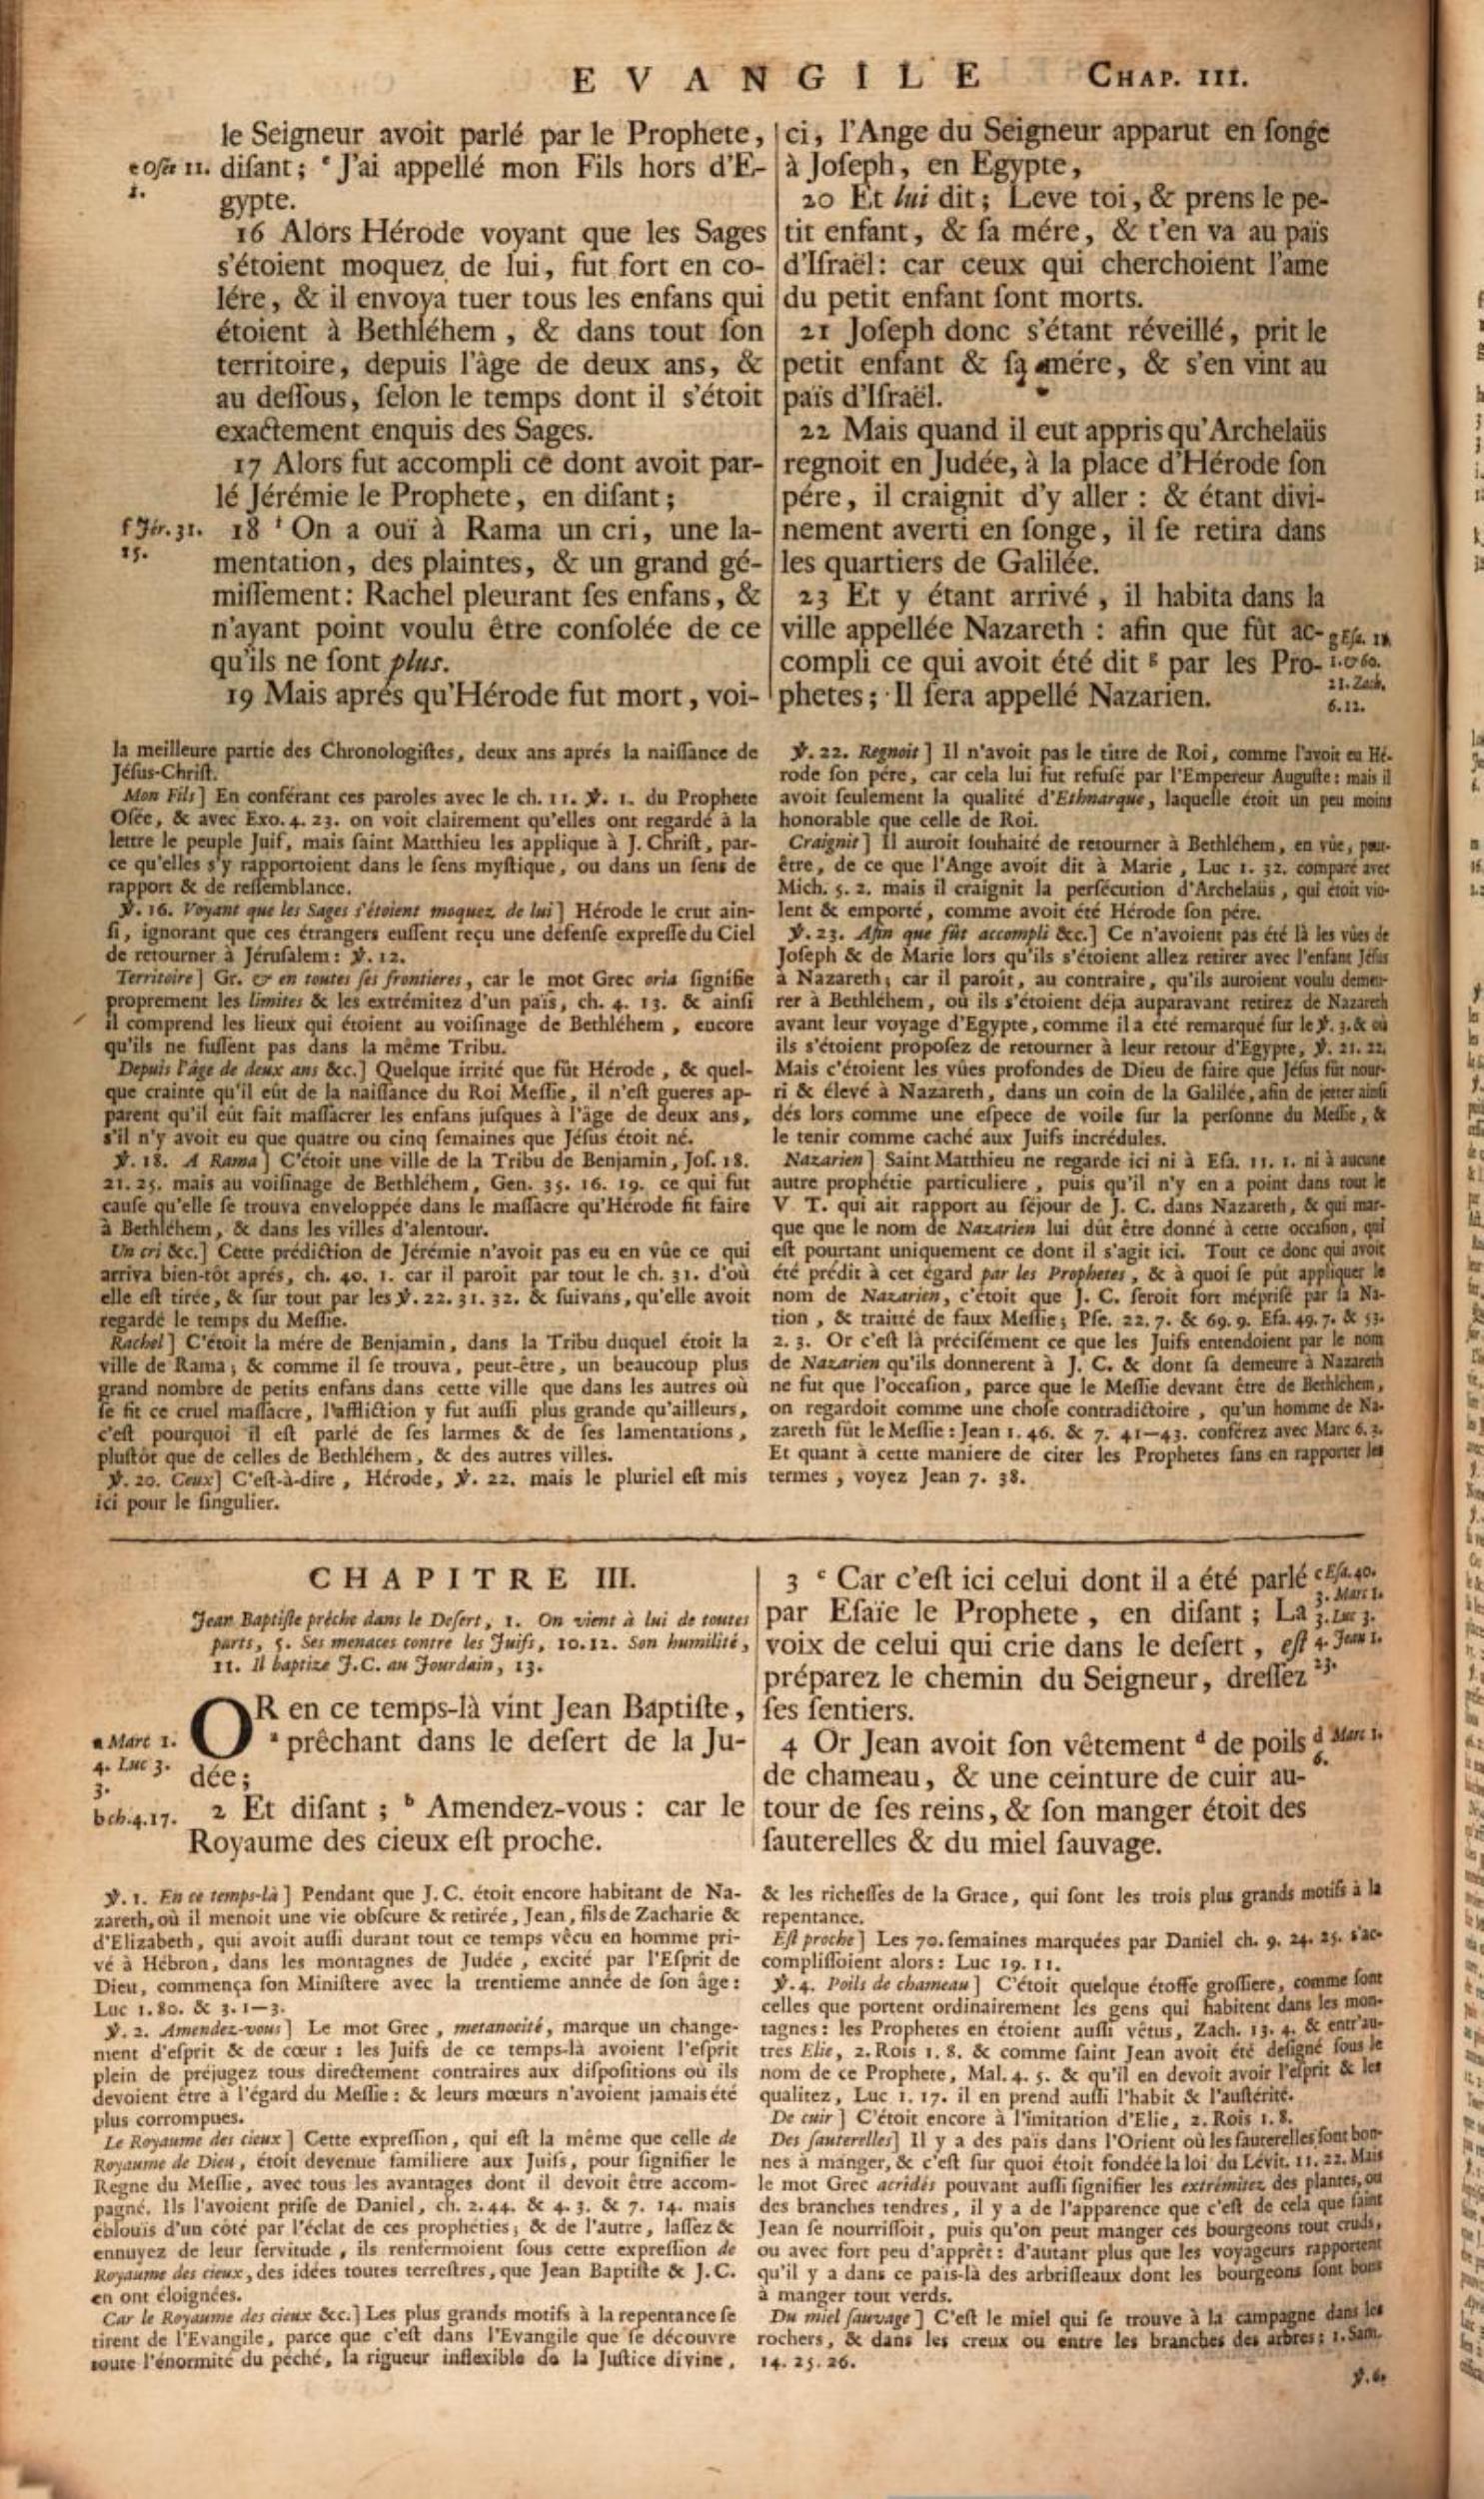 EVANGILE CHAP. III.
le Seigneur avoit parlé par le Prophete,
e Osée 11. 1.
disant; ᵉ J'ai appellé mon Fils hors d'E-
gypte.
16 Alors Hérode voyant que les Sages
s'étoient moquez de lui, fut fort en co-
lére, & il envoya tuer tous les enfans qui
étoient à Bethléhem, & dans tout son
territoire, depuis l'âge de deux ans, &
au dessous, selon le temps dont il s'étoit
exactement enquis des Sages.
17 Alors fut accompli ce dont avoit par-
lé Jérémie le Prophete, en disant;
f Jér. 31. 15.
18 ᶠ On a ouï à Rama un cri, une la-
mentation, des plaintes, & un grand gé-
missement: Rachel pleurant ses enfans, &
n'ayant point voulu être consolée de ce
qu'ils ne sont plus.
19 Mais aprés qu'Hérode fut mort, voi-
ci, l'Ange du Seigneur apparut en songe
à Joseph, en Egypte,
20 Et lui dit; Leve toi, & prens le pe-
tit enfant, & sa mére, & t'en va au païs
d'Israël: car ceux qui cherchoient l'ame
du petit enfant sont morts.
21 Joseph donc s'étant réveillé, prit le
petit enfant & sa mére, & s'en vint au
païs d'Israël.
22 Mais quand il eut appris qu'Archelaüs
regnoit en Judée, à la place d'Hérode son
pére, il craignit d'y aller: & étant divi-
nement averti en songe, il se retira dans
les quartiers de Galilée.
23 Et y étant arrivé, il habita dans la
ville appellée Nazareth: afin que fût ac-
compli ce qui avoit été dit ᵍ par les Pro-
phetes; Il sera appellé Nazarien.
g Esa. 11.
1. & 60.
21. Zach.
6. 12.
la meilleure partie des Chronologistes, deux ans aprés la naissance de
Jésus-Christ.
Mon Fils] En conférant ces paroles avec le ch. 11. ℣. 1. du Prophete
Osée, & avec Exo. 4. 23. on voit clairement qu'elles ont regardé à la
lettre le peuple Juif, mais saint Matthieu les applique à J. Christ, par-
ce qu'elles s'y rapportoient dans le sens mystique, ou dans un sens de
rapport & de ressemblance.
℣. 16. Voyant que les Sages s'étoient moquez de lui] Hérode le crut ain-
si, ignorant que ces étrangers eussent reçu une défense expresse du Ciel
de retourner à Jérusalem: ℣. 12.
Territoire] Gr. & en toutes ses frontieres, car le mot Grec oria signifie
proprement les limites & les extrémitez d'un païs, ch. 4. 13. & ainsi
il comprend les lieux qui étoient au voisinage de Bethléhem, encore
qu'ils ne fussent pas dans la même Tribu.
Depuis l'âge de deux ans &c.] Quelque irrité que fût Hérode, & quel-
que crainte qu'il eût de la naissance du Roi Messie, il n'est gueres ap-
parent qu'il eût fait massacrer les enfans jusques à l'âge de deux ans,
s'il n'y avoit eu que quatre ou cinq semaines que Jésus étoit né.
℣. 18. A Rama] C'étoit une ville de la Tribu de Benjamin, Jos. 18.
21. 25. mais au voisinage de Bethléhem, Gen. 35. 16. 19. ce qui fut
cause qu'elle se trouva enveloppée dans le massacre qu'Hérode fit faire
à Bethléhem, & dans les villes d'alentour.
Un cri &c.] Cette prédiction de Jérémie n'avoit pas eu en vûe ce qui
arriva bien-tôt aprés, ch. 40. 1. car il paroît par tout le ch. 31. d'où
elle est tirée, & sur tout par les ℣. 22. 31. 32. & suivans, qu'elle avoit
regardé le temps du Messie.
Rachel] C'étoit la mére de Benjamin, dans la Tribu duquel étoit la
ville de Rama; & comme il se trouva, peut-être, un beaucoup plus
grand nombre de petits enfans dans cette ville que dans les autres où
se fit ce cruel massacre, l'affliction y fut aussi plus grande qu'ailleurs,
c'est pourquoi il est parlé de ses larmes & de ses lamentations,
plustôt que de celles de Bethléhem, & des autres villes.
℣. 20. Ceux] C'est-à-dire, Hérode, ℣. 22. mais le pluriel est mis
ici pour le singulier.
℣. 22. Regnoit] Il n'avoit pas le titre de Roi, comme l'avoit eu Hé-
rode son pére, car cela lui fut refusé par l'Empereur Auguste: mais il
avoit seulement la qualité d'Ethnarque, laquelle étoit un peu moins
honorable que celle de Roi.
Craignit] Il auroit souhaité de retourner à Bethléhem, en vûe, peut-
être, de ce que l'Ange avoit dit à Marie, Luc 1. 32. comparé avec
Mich. 5. 2. mais il craignit la persécution d'Archelaüs, qui étoit vio-
lent & emporté, comme avoit été Hérode son pére.
℣. 23. Afin que fût accompli &c.] Ce n'avoient pas été là les vûes de
Joseph & de Marie lors qu'ils s'étoient allez retirer avec l'enfant Jésus
à Nazareth; car il paroît, au contraire, qu'ils auroient voulu demeu-
rer à Bethléhem, où ils s'étoient déja auparavant retirez de Nazareth
avant leur voyage d'Egypte, comme il a été remarqué sur le ℣. 3. & où
ils s'étoient proposez de retourner à leur retour d'Egypte, ℣. 21. 22.
Mais c'étoient les vûes profondes de Dieu de faire que Jésus fût nour-
ri & élevé à Nazareth, dans un coin de la Galilée, afin de jetter ainsi
dés lors comme une espece de voile sur la personne du Messie, &
le tenir comme caché aux Juifs incrédules.
Nazarien] Saint Matthieu ne regarde ici ni à Esa. 11. 1. ni à aucune
autre prophétie particuliere, puis qu'il n'y en a point dans tout le
V. T. qui ait rapport au séjour de J. C. dans Nazareth, & qui mar-
que que le nom de Nazarien lui dût être donné à cette occasion, qui
est pourtant uniquement ce dont il s'agit ici. Tout ce donc qui avoit
été prédit à cet égard par les Prophetes, & à quoi se pût appliquer le
nom de Nazarien, c'étoit que J. C. seroit fort méprisé par sa Na-
tion, & traitté de faux Messie; Pse. 22. 7. & 69. 9. Esa. 49. 7. & 53.
2. 3. Or c'est là précisément ce que les Juifs entendoient par le nom
de Nazarien qu'ils donnerent à J. C. & dont sa demeure à Nazareth
ne fut que l'occasion, parce que le Messie devant être de Bethléhem,
on regardoit comme une chose contradictoire, qu'un homme de Na-
zareth fût le Messie: Jean 1. 46. & 7. 41—43. conférez avec Marc 6. 3.
Et quant à cette maniere de citer les Prophetes sans en rapporter les
termes, voyez Jean 7. 38.
CHAPITRE III.
Jean Baptiste prêche dans le Desert, 1. On vient à lui de toutes
parts, 5. Ses menaces contre les Juifs, 10. 12. Son humilité,
11. Il baptize J. C. au Jourdain, 13.
OR en ce temps-là vint Jean Baptiste,
a Marc 1. 4. Luc 3. 3.
ᵃ prêchant dans le desert de la Ju-
dée;
b ch. 4. 17.
2 Et disant; ᵇ Amendez-vous: car le
Royaume des cieux est proche.
3 ᶜ Car c'est ici celui dont il a été parlé
par Esaïe le Prophete, en disant; La
voix de celui qui crie dans le desert, est
préparez le chemin du Seigneur, dressez
ses sentiers.
c Esa. 40.
3. Marc 1.
3. Luc 3.
4. Jean 1.
23.
4 Or Jean avoit son vêtement ᵈ de poils
de chameau, & une ceinture de cuir au-
tour de ses reins, & son manger étoit des
sauterelles & du miel sauvage.
d Marc 1.
6.
℣. 1. En ce temps-là] Pendant que J. C. étoit encore habitant de Na-
zareth, où il menoit une vie obscure & retirée, Jean, fils de Zacharie &
d'Elizabeth, qui avoit aussi durant tout ce temps vêcu en homme pri-
vé à Hébron, dans les montagnes de Judée, excité par l'Esprit de
Dieu, commença son Ministere avec la trentieme année de son âge:
Luc 1. 80. & 3. 1—3.
℣. 2. Amendez-vous] Le mot Grec, metanoeité, marque un change-
ment d'esprit & de cœur: les Juifs de ce temps-là avoient l'esprit
plein de préjugez tous directement contraires aux dispositions où ils
devoient être à l'égard du Messie: & leurs mœurs n'avoient jamais été
plus corrompues.
Le Royaume des cieux] Cette expression, qui est la même que celle de
Royaume de Dieu, étoit devenue familiere aux Juifs, pour signifier le
Regne du Messie, avec tous les avantages dont il devoit être accom-
pagné. Ils l'avoient prise de Daniel, ch. 2. 44. & 4. 3. & 7. 14. mais
éblouïs d'un côté par l'éclat de ces prophéties; & de l'autre, lassez &
ennuyez de leur servitude, ils renfermoient sous cette expression de
Royaume des cieux, des idées toutes terrestres, que Jean Baptiste & J. C.
en ont éloignées.
Car le Royaume des cieux &c.] Les plus grands motifs à la repentance se
tirent de l'Evangile, parce que c'est dans l'Evangile que se découvre
toute l'énormité du péché, la rigueur inflexible de la Justice divine,
& les richesses de la Grace, qui sont les trois plus grands motifs à la
repentance.
Est proche] Les 70. semaines marquées par Daniel ch. 9. 24. 25. s'ac-
complissoient alors: Luc 19. 11.
℣. 4. Poils de chameau] C'étoit quelque étoffe grossiere, comme sont
celles que portent ordinairement les gens qui habitent dans les mon-
tagnes: les Prophetes en étoient aussi vêtus, Zach. 13. 4. & entr'au-
tres Elie, 2. Rois 1. 8. & comme saint Jean avoit été designé sous le
nom de ce Prophete, Mal. 4. 5. & qu'il en devoit avoir l'esprit & les
qualitez, Luc 1. 17. il en prend aussi l'habit & l'austérité.
De cuir] C'étoit encore à l'imitation d'Elie, 2. Rois 1. 8.
Des sauterelles] Il y a des païs dans l'Orient où les sauterelles sont bon-
nes à manger, & c'est sur quoi étoit fondée la loi du Lévit. 11. 22. Mais
le mot Grec acridés pouvant aussi signifier les extrémitez des plantes, ou
des branches tendres, il y a de l'apparence que c'est de cela que saint
Jean se nourrissoit, puis qu'on peut manger ces bourgeons tout cruds,
ou avec fort peu d'apprêt: d'autant plus que les voyageurs rapportent
qu'il y a dans ce païs-là des arbrisseaux dont les bourgeons sont bons
à manger tout verds.
Du miel sauvage] C'est le miel qui se trouve à la campagne dans les
rochers, & dans les creux ou entre les branches des arbres; 1. Sam.
14. 25. 26.
℣. 6.